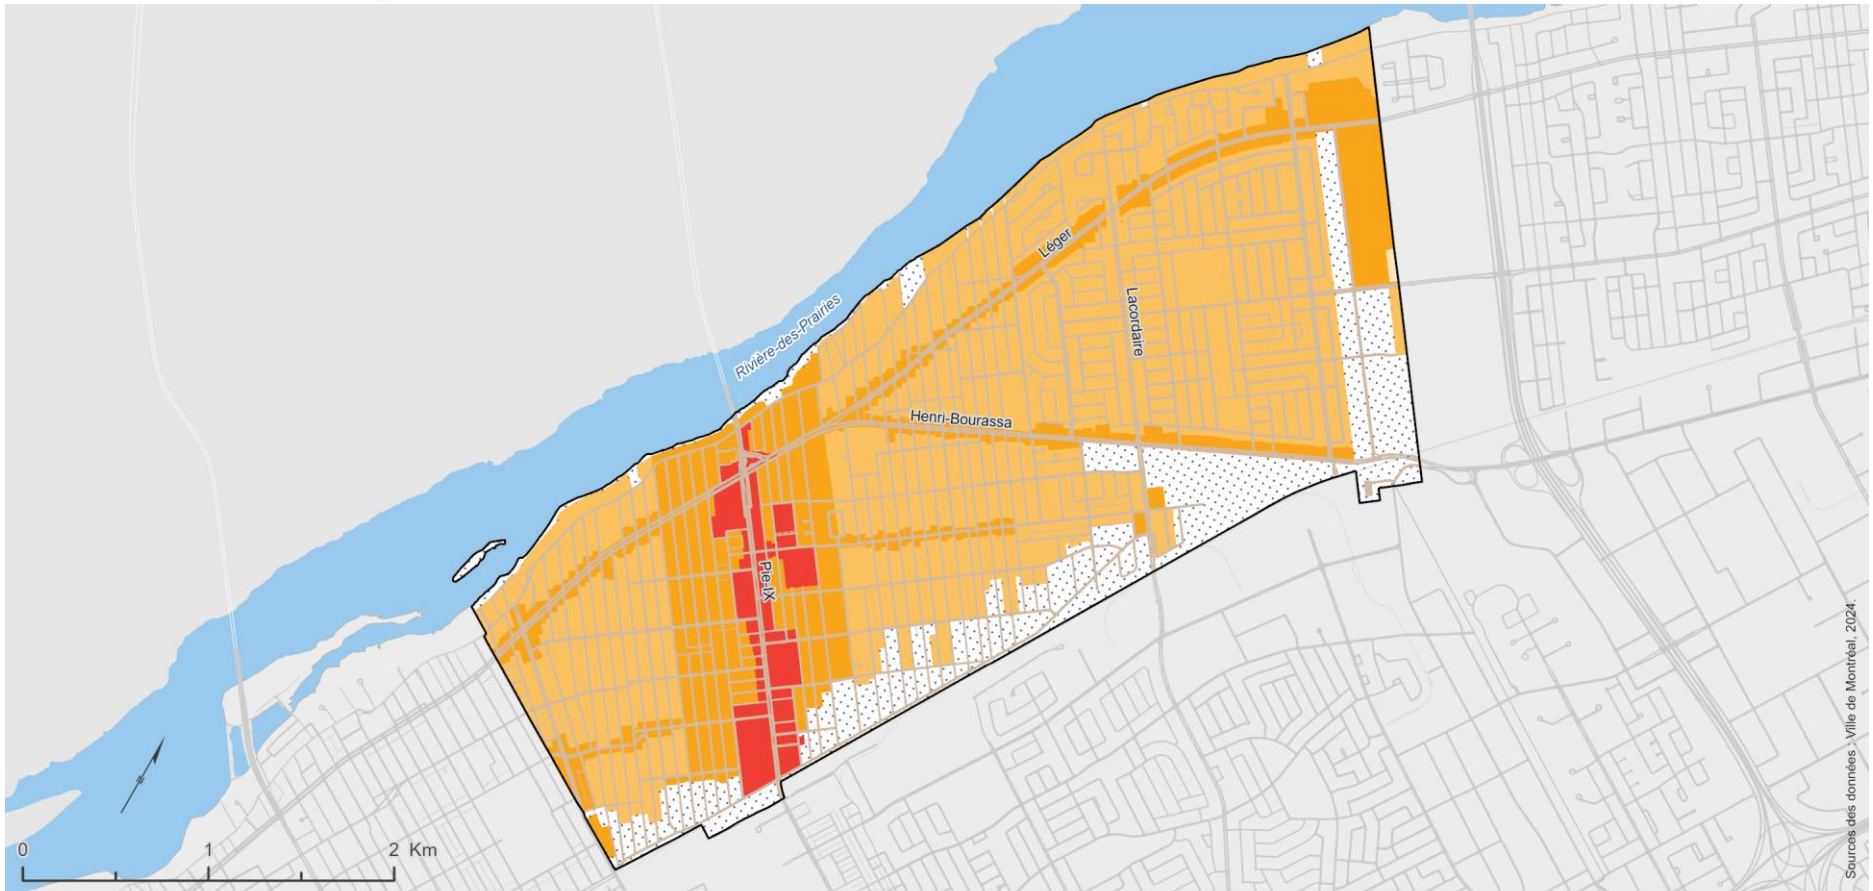 Léger
Lacordaire
Rivière-des-Prairies
Henri-Bourassa
Pie-IX
N
0 1 2 Km
Sources des données : Ville de Montréal, 2024.